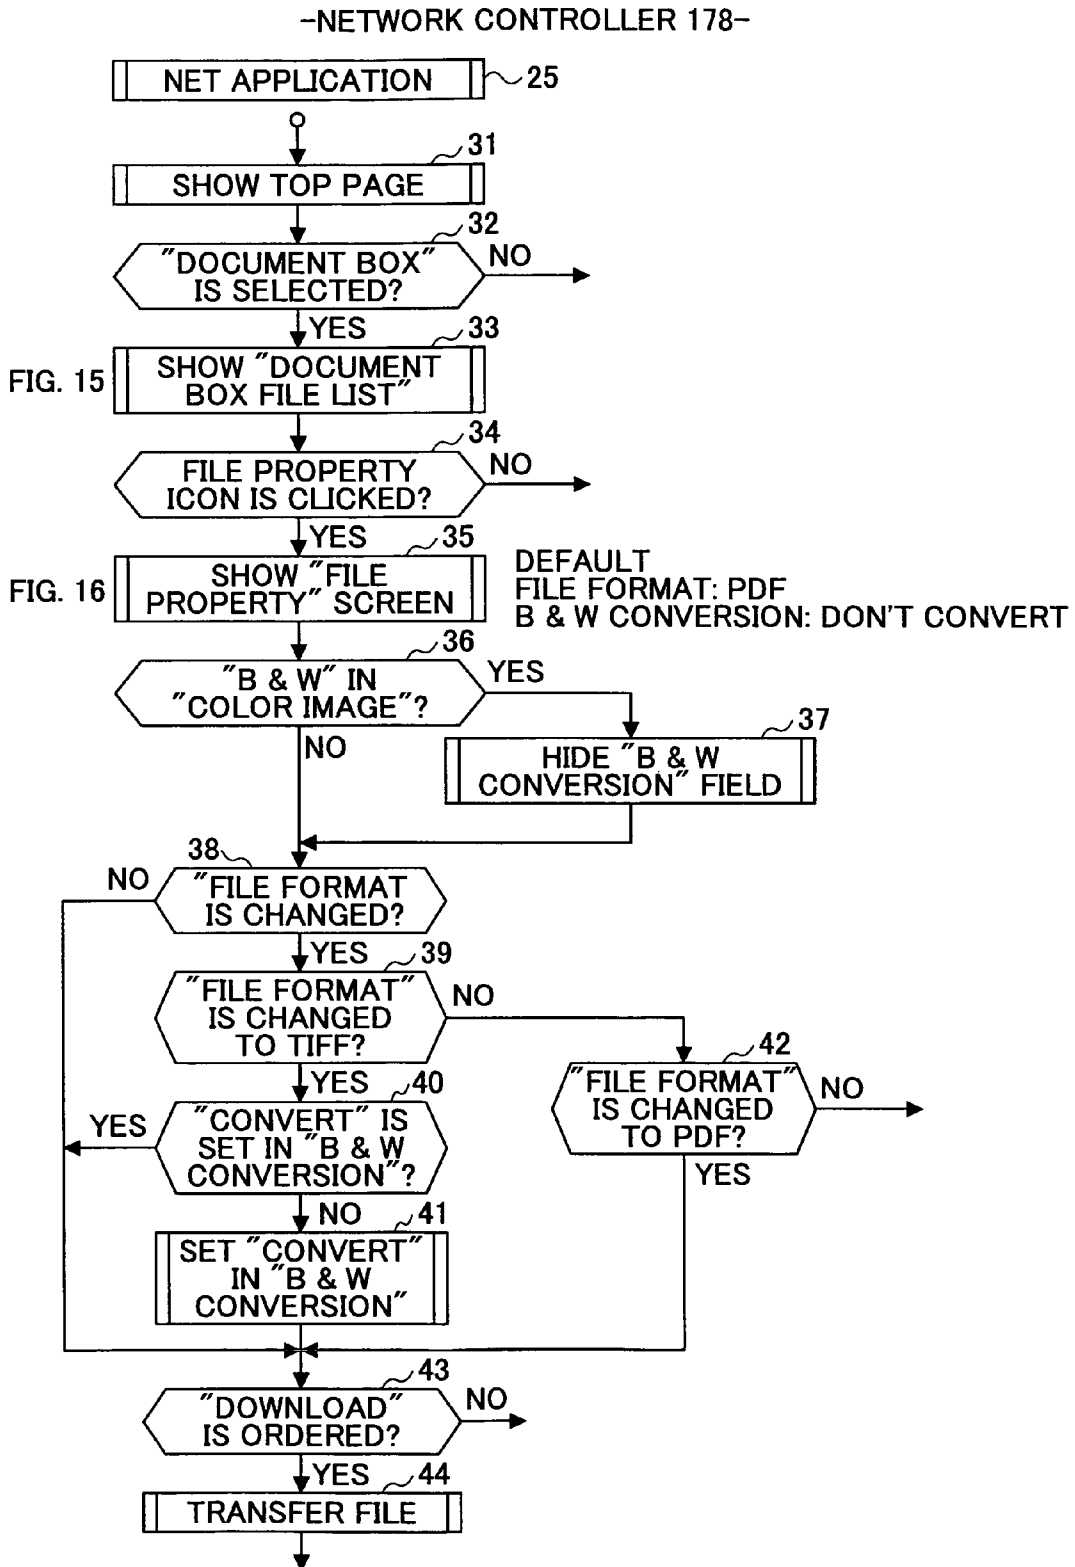 -NETWORK CONTROLLER 178-
NET APPLICATION
25
31
SHOW TOP PAGE
32
"DOCUMENT BOX"
IS SELECTED?
NO
YES
33
FIG. 15
SHOW "DOCUMENT
BOX FILE LIST"
34
FILE PROPERTY
ICON IS CLICKED?
NO
YES
35
FIG. 16
SHOW "FILE
PROPERTY" SCREEN
DEFAULT
FILE FORMAT: PDF
B & W CONVERSION: DON'T CONVERT
36
"B & W" IN
"COLOR IMAGE"?
YES
NO
37
HIDE "B & W
CONVERSION" FIELD
38
NO
"FILE FORMAT
IS CHANGED?
YES
39
"FILE FORMAT"
IS CHANGED
TO TIFF?
NO
YES
40
42
"FILE FORMAT"
IS CHANGED
TO PDF?
NO
YES
YES
"CONVERT" IS
SET IN "B & W
CONVERSION"?
NO
41
SET "CONVERT"
IN "B & W
CONVERSION"
43
"DOWNLOAD"
IS ORDERED?
NO
YES
44
TRANSFER FILE